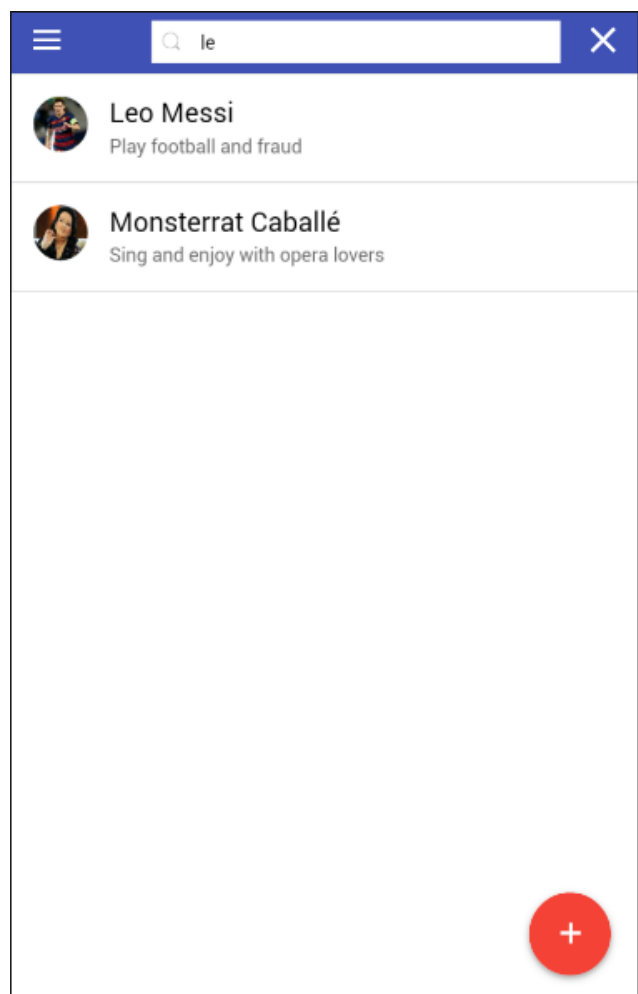 le
Leo Messi
Play football and fraud
Monsterrat Caballé
Sing and enjoy with opera lovers